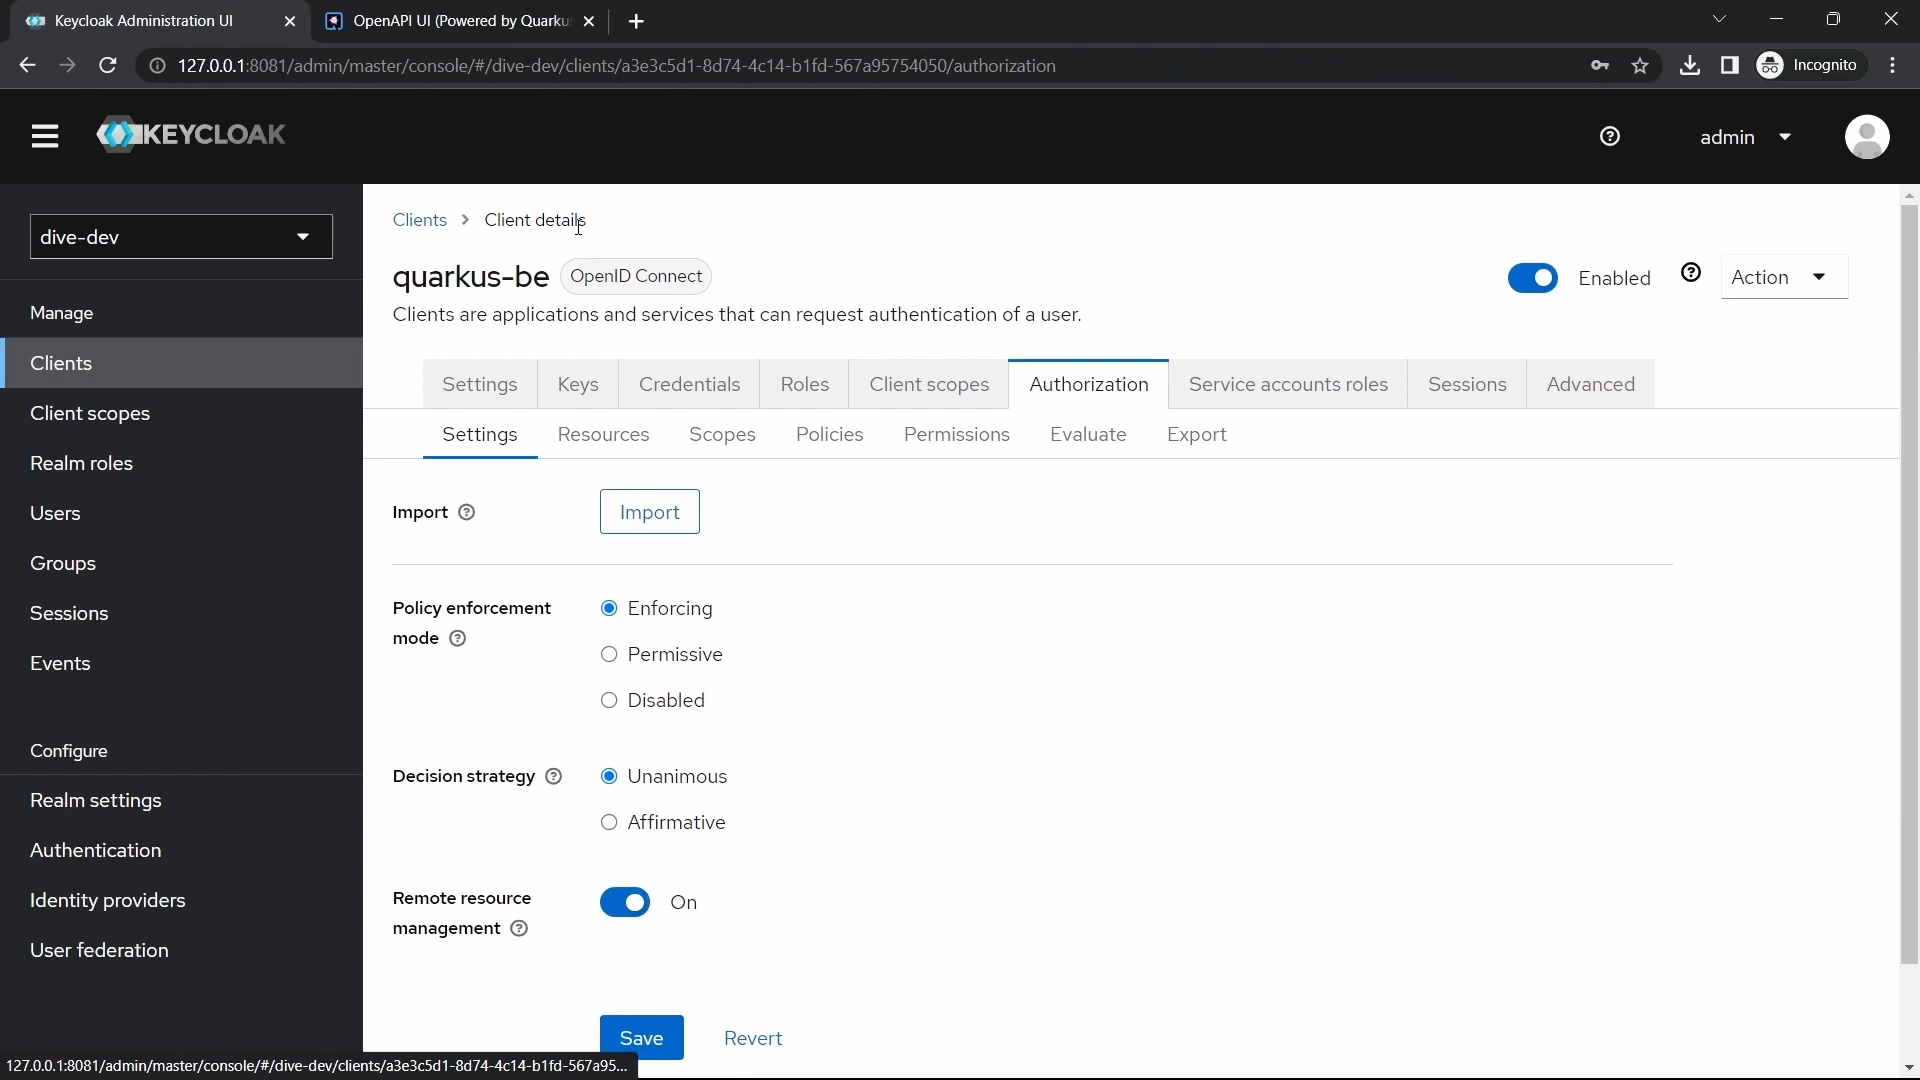 Keycloak Administration UI
OpenAPI UI (Powered by Quarku
127.0.0.1:8081/admin/master/console/#/dive-dev/clients/a3e3c5d1-8d74-4c14-b1fd-567a95754050/authorization
Incognito
KEYCLOAK
admin
dive-dev
Manage
Clients
Client scopes
Realm roles
Users
Groups
Sessions
Events
Configure
Realm settings
Authentication
Identity providers
User federation
Clients > Client details
quarkus-be OpenID Connect
Enabled
Action
Clients are applications and services that can request authentication of a user.
Settings Keys Credentials Roles Client scopes Authorization Service accounts roles Sessions Advanced
Settings Resources Scopes Policies Permissions Evaluate Export
Import Import
Policy enforcement
mode
Enforcing
Permissive
Disabled
Decision strategy
Unanimous
Affirmative
Remote resource
management
On
Save Revert
127.0.0.1:8081/admin/master/console/#/dive-dev/clients/a3e3c5d1-8d74-4c14-b1fd-567a95...